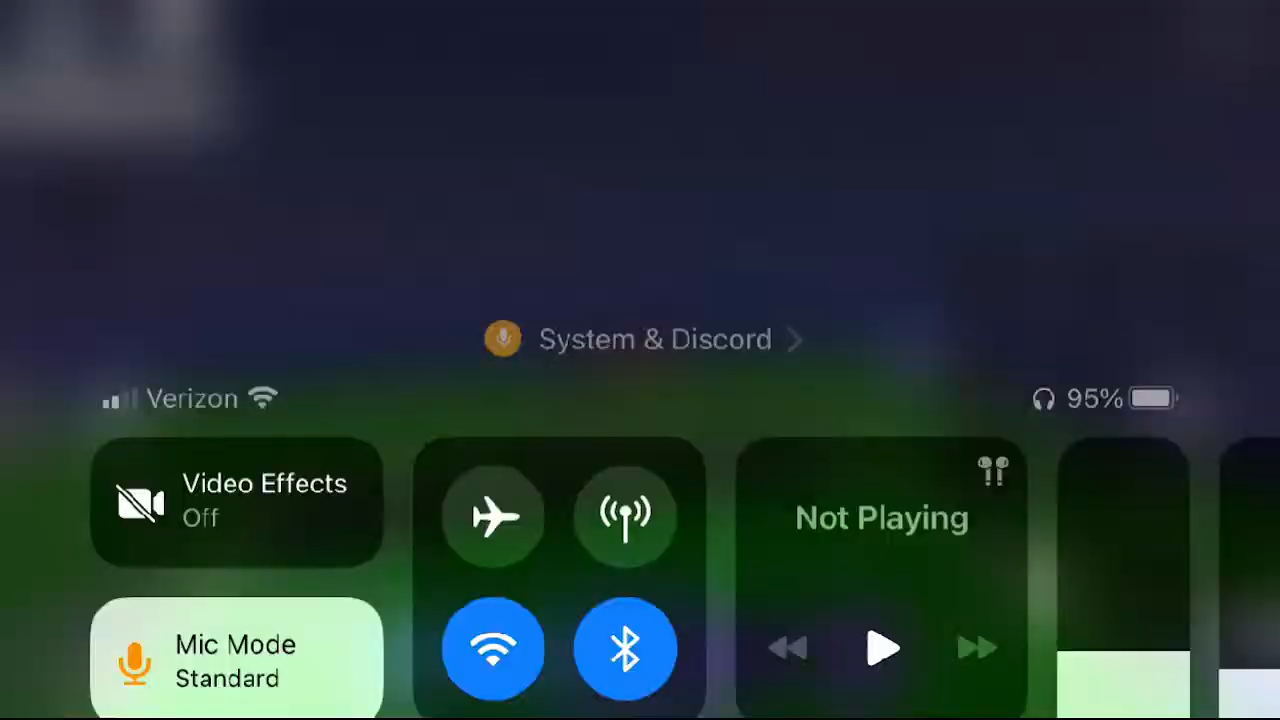 System & Discord
Verizon
95%
Video Effects
Off
Not Playing
Mic Mode
Standard